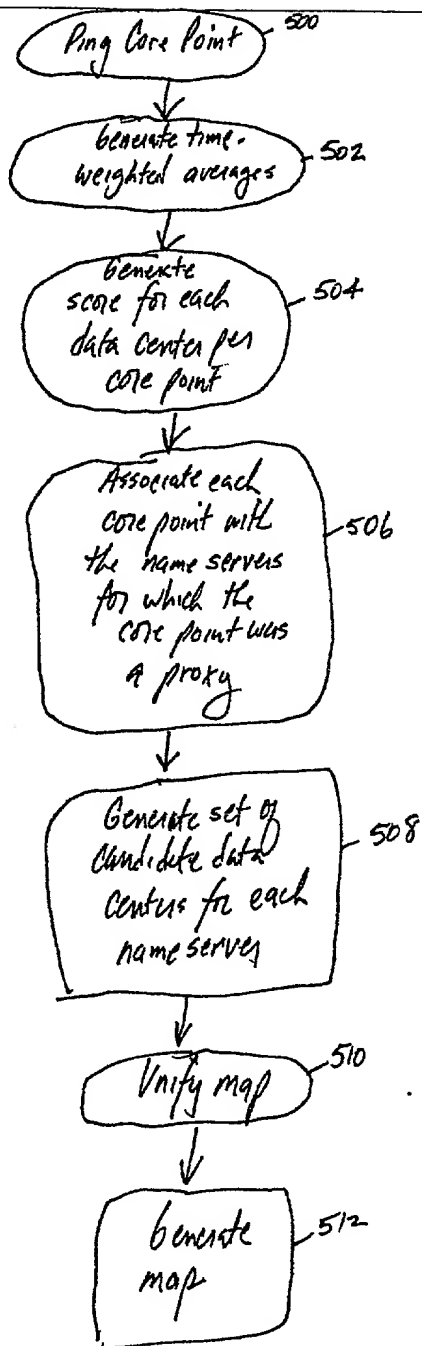 Ping Core Point
500
Generate time-
weighted averages
502
Generate
score for each
data center per
core point
504
Associate each
core point with
the name servers
for which the
core point was
a proxy
506
Generate set of
candidate data
centers for each
name server
508
Unify map
510
Generate
map
512